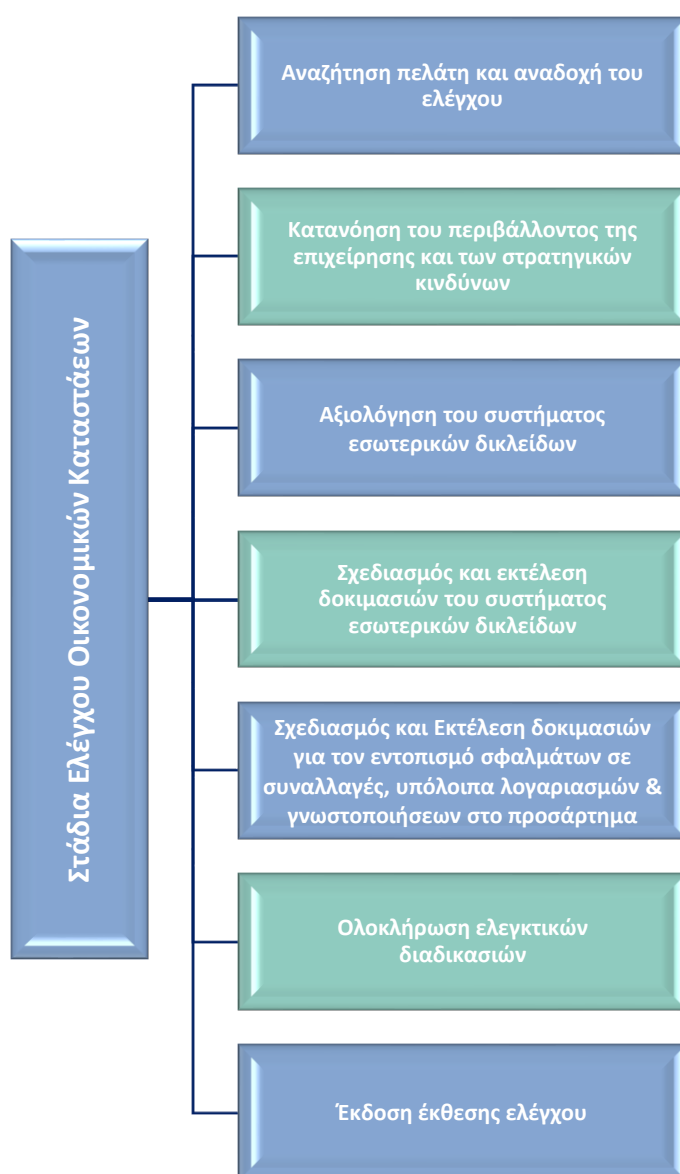 Στάδια Ελέγχου Οικονομικών Καταστάεων
Αναζήτηση πελάτη και αναδοχή του
ελέγχου
Κατανόηση του περιβάλλοντος της
επιχείρησης και των στρατηγικών
κινδύνων
Αξιολόγηση του συστήματος
εσωτερικών δικλείδων
Σχεδιασμός και εκτέλεση
δοκιμασιών του συστήματος
εσωτερικών δικλείδων
Σχεδιασμός και Εκτέλεση δοκιμασιών
για τον εντοπισμό σφαλμάτων σε
συναλλαγές, υπόλοιπα λογαριασμών &
γνωστοποιήσεων στο προσάρτημα
Ολοκλήρωση ελεγκτικών
διαδικασιών
Έκδοση έκθεσης ελέγχου